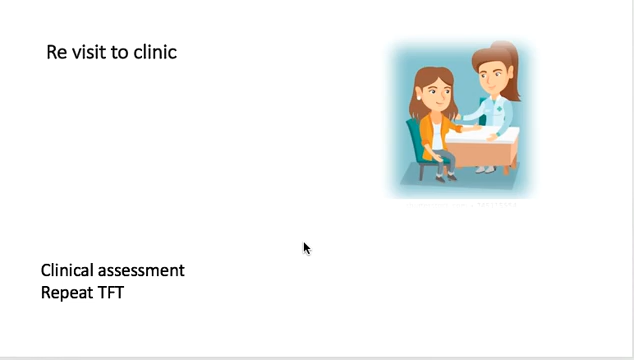 Re visit to clinic
Clinical assessment
Repeat TFT